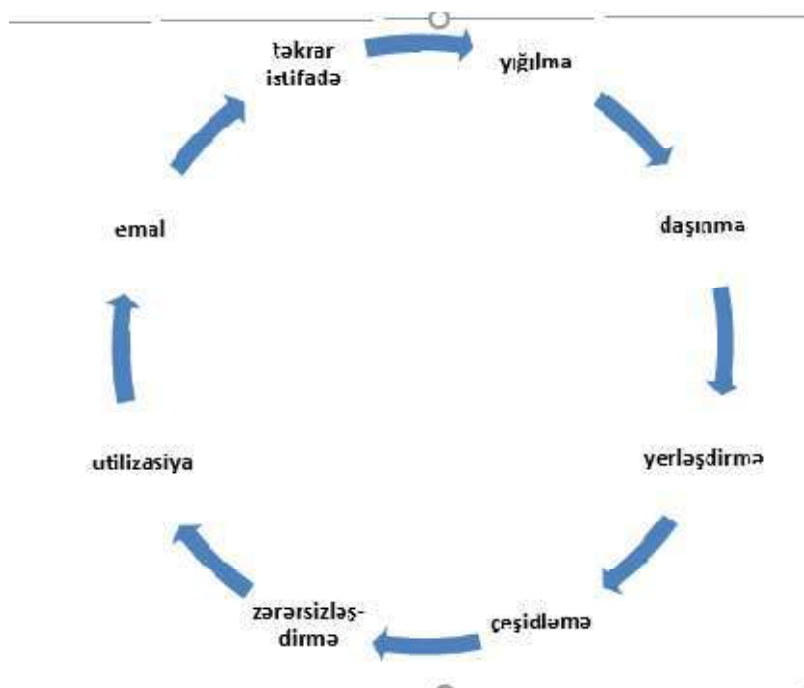 təkrar
istifadə
yığılma
daşınma
yerləşdirmə
çeşidləmə
zərərsizləş-
dirmə
utilizasiya
emal